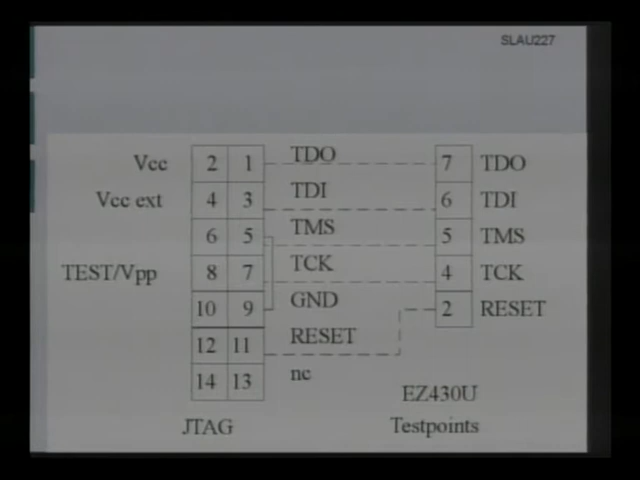 SLAU227
Vcc 2 1 TDO 7 TDO
Vcc ext 4 3 TDI 6 TDI
6 5 TMS 5 TMS
TEST/Vpp 8 7 TCK 4 TCK
10 9 GND 2 RESET
12 11 RESET
14 13 nc
EZ430U
JTAG Testpoints